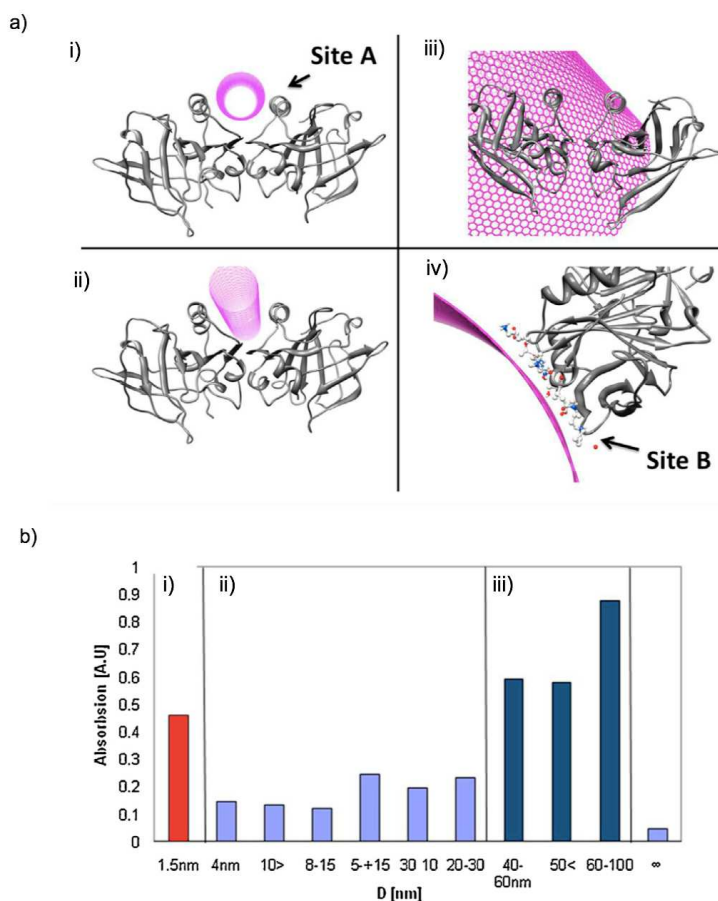 a)
i)
Site A
iii)
ii)
iv)
Site B
b)
Absorbsion [A.U]
1
0.9
0.8
0.7
0.6
0.5
0.4
0.3
0.2
0.1
0
i)
ii)
iii)
1.5nm 4nm 10> 8-15 5-+15 30 10 20-30 40-60nm 50< 60-100 ∞
D [nm]